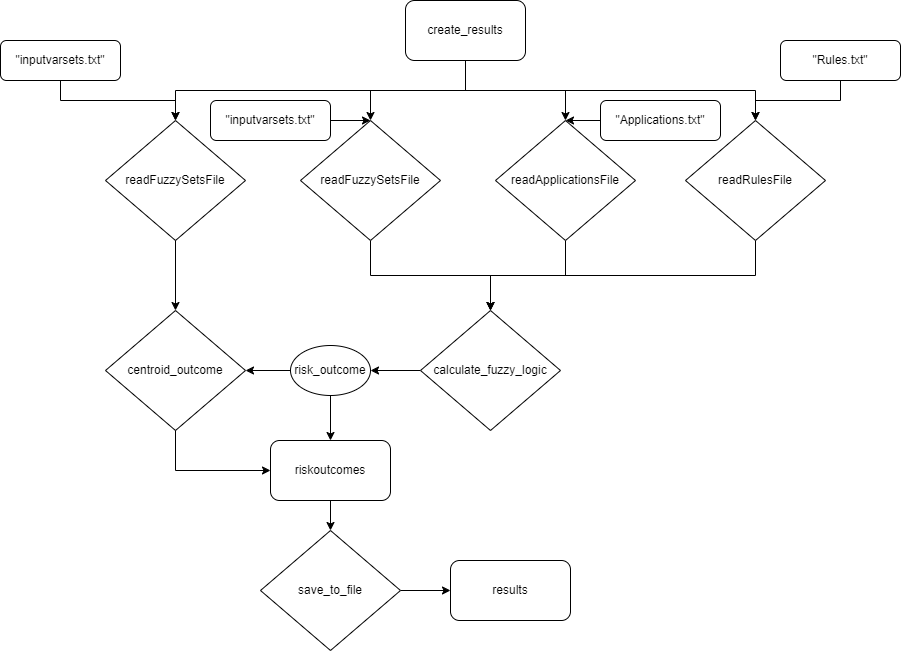 create_results
"inputvarsets.txt"
"Rules.txt"
"inputvarsets.txt"
"Applications.txt"
readFuzzySetsFile
readFuzzySetsFile
readApplicationsFile
readRulesFile
centroid_outcome
risk_outcome
calculate_fuzzy_logic
riskoutcomes
save_to_file
results